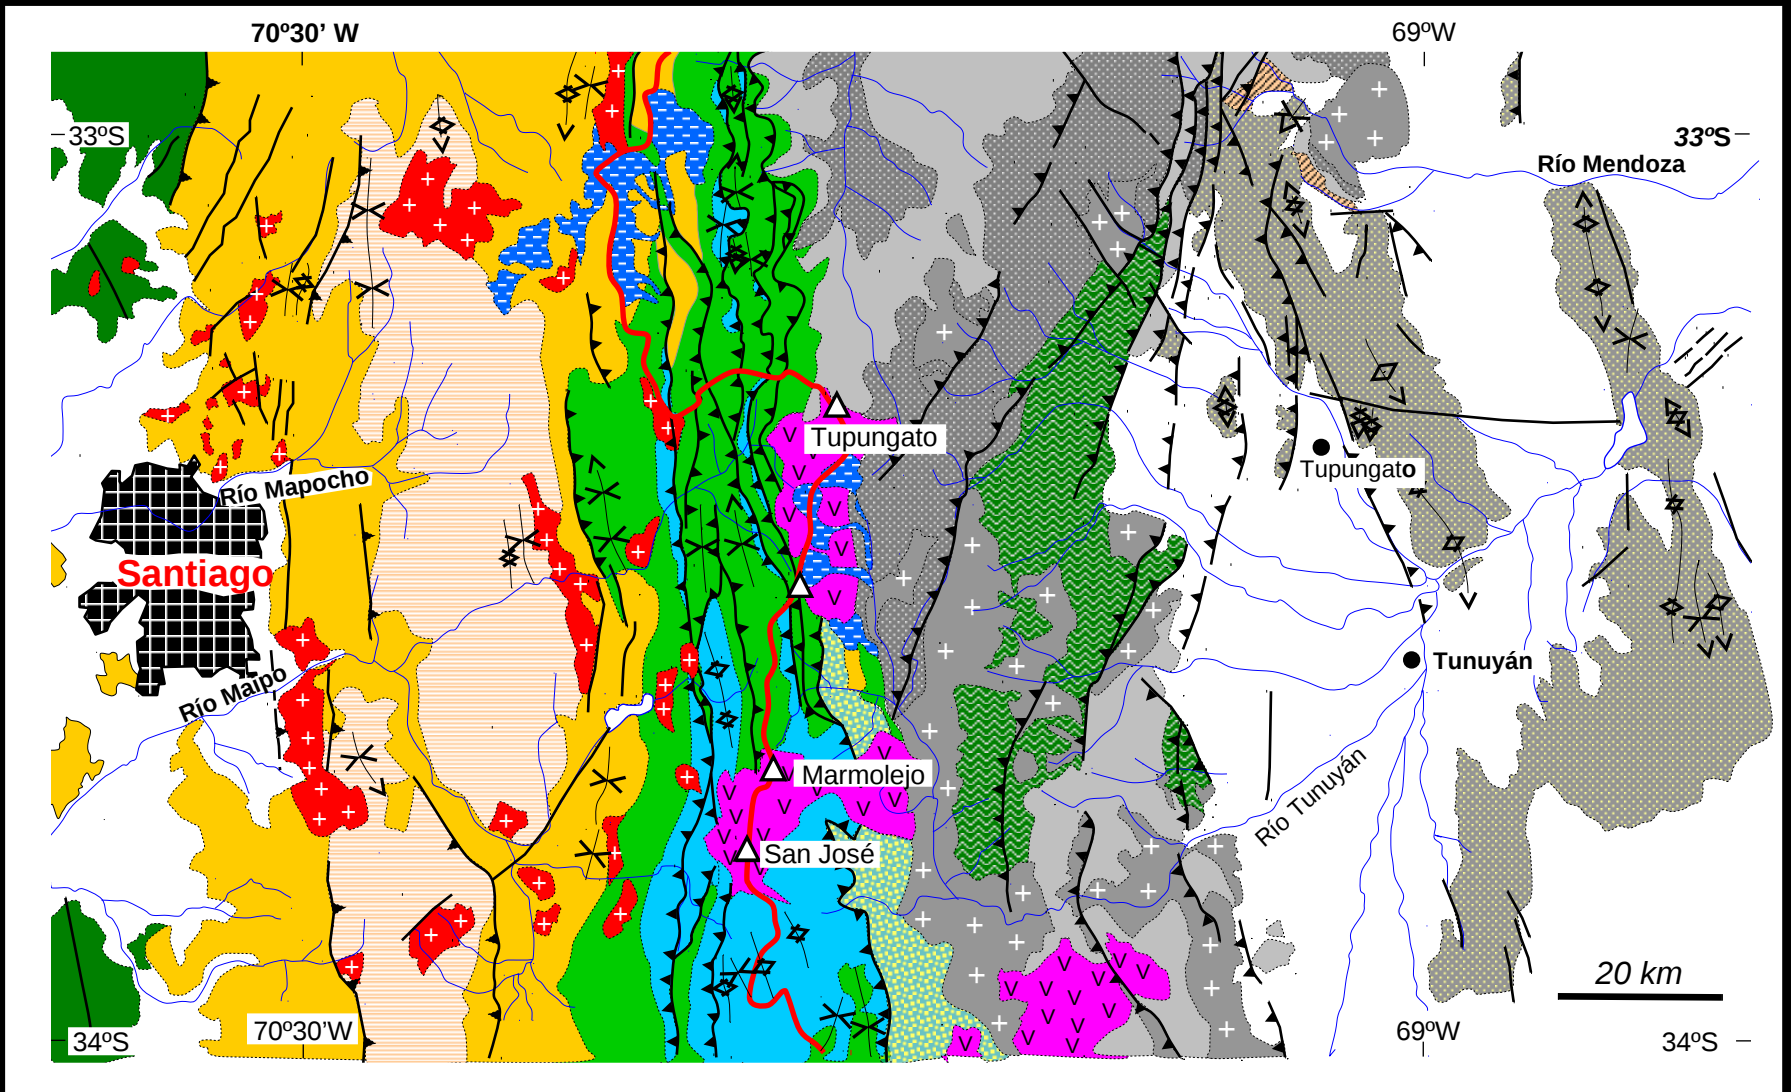 70º30’ W
69ºW
33ºS
33ºS
Río Mendoza
Tupungato
Tupungato
Río Mapocho
Santiago
Tunuyán
Río Maipo
Marmolejo
Río Tunuyán
San José
20 km
70º30’W
69ºW
34ºS
34ºS